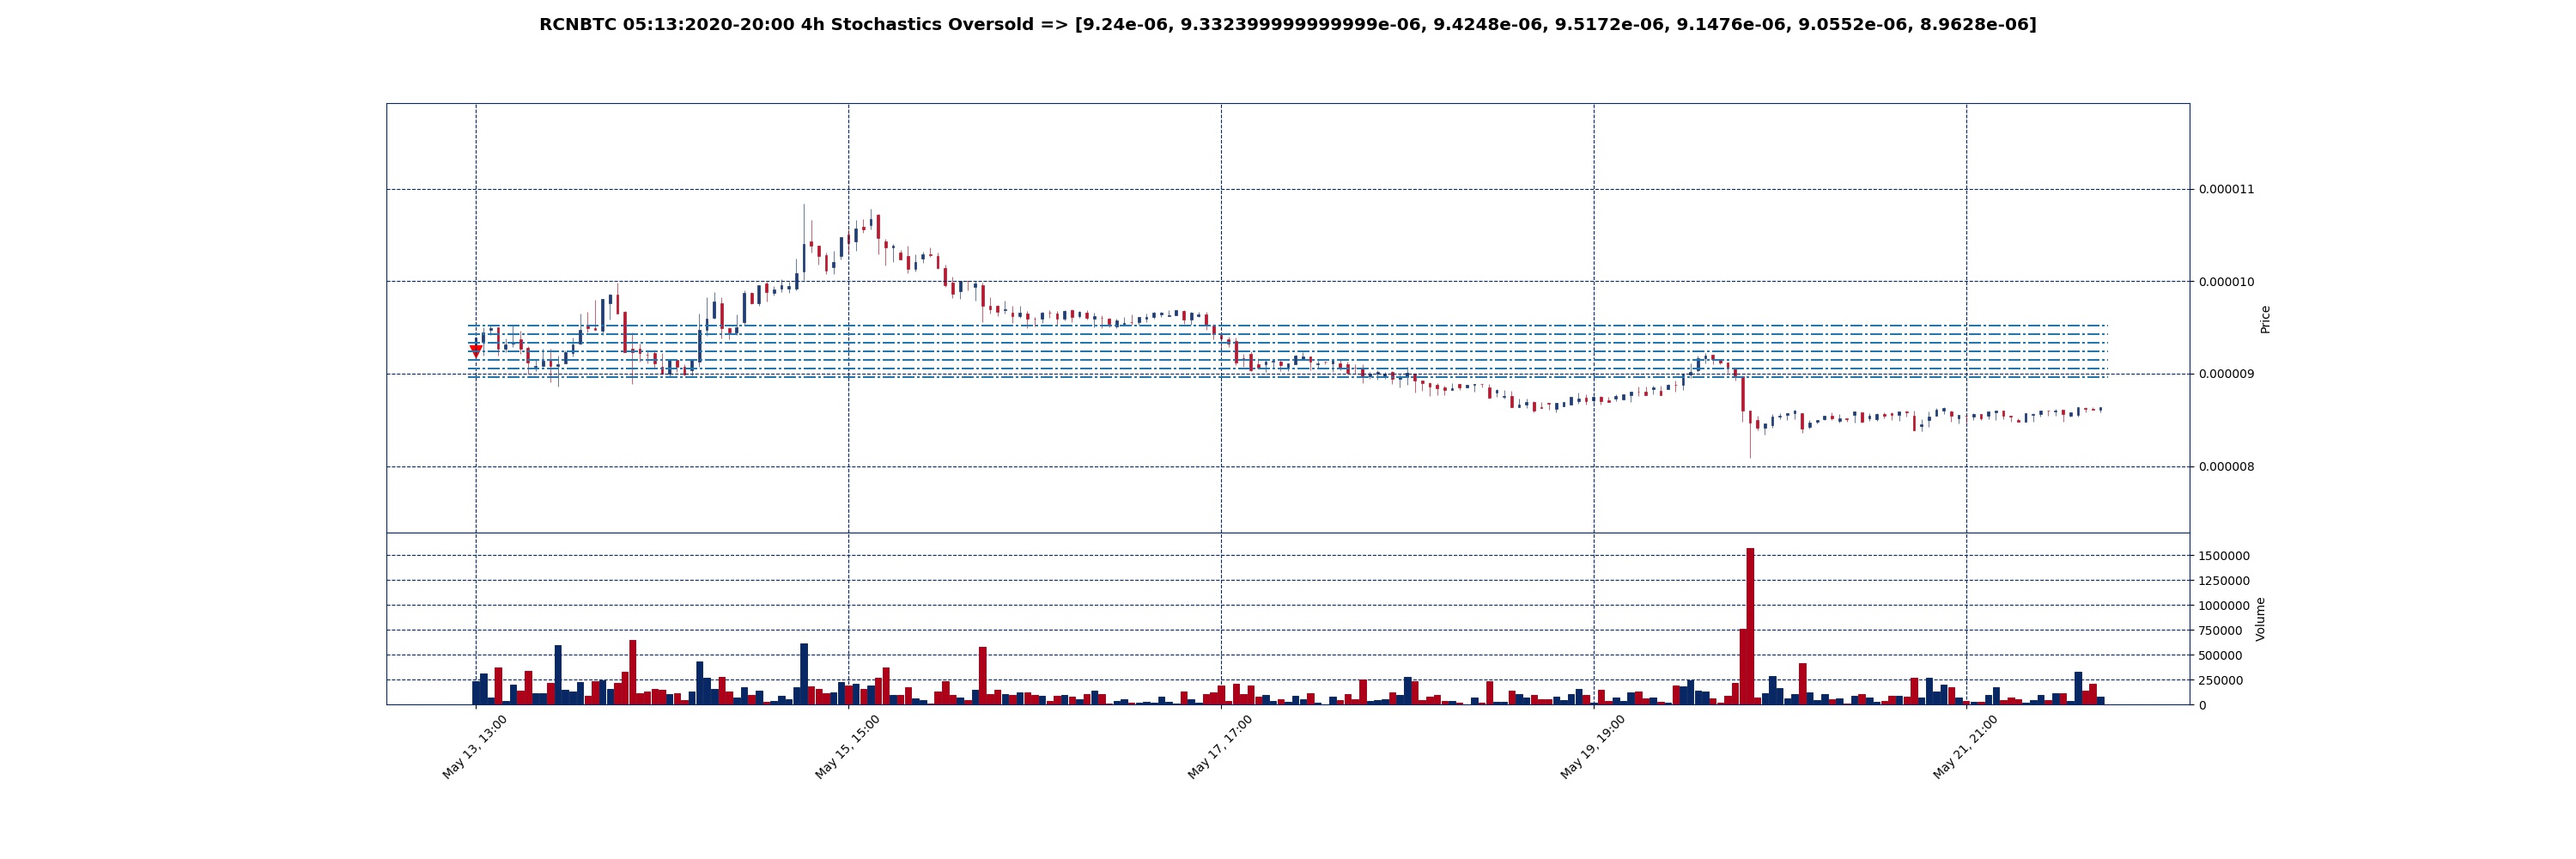 RCNBTC 05:13:2020-20:00 4h Stochastics Oversold => [9.24e-06, 9.332399999999999e-06, 9.4248e-06, 9.5172e-06, 9.1476e-06, 9.0552e-06, 8.9628e-06]
0.000011
0.000010
Price
0.000009
0.000008
1500000
1250000
1000000
Volume
750000
500000
250000
0
May 13, 13:00
May 15, 15:00
May 17, 17:00
May 19, 19:00
May 21, 21:00